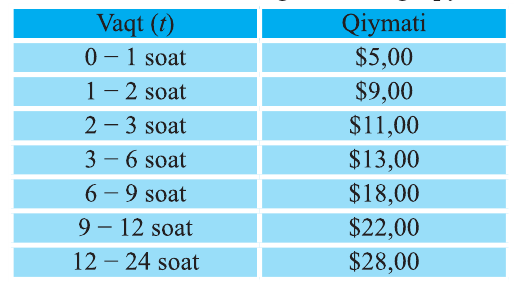 Vaqt (t) Qiymati
0 – 1 soat $5,00
1 – 2 soat $9,00
2 – 3 soat $11,00
3 – 6 soat $13,00
6 – 9 soat $18,00
9 – 12 soat $22,00
12 – 24 soat $28,00